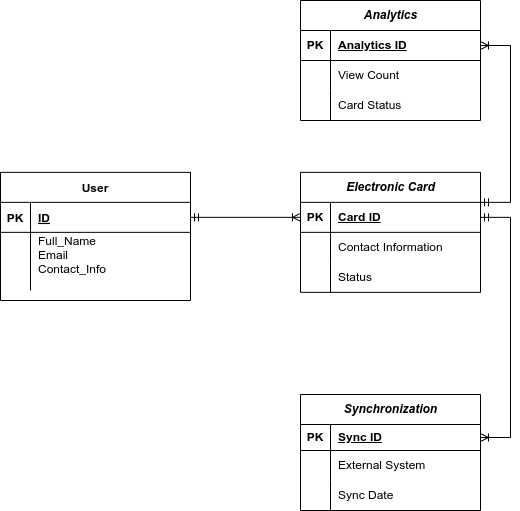 Analytics
PK Analytics ID
View Count
Card Status
User
PK ID
Full_Name
Email
Contact_Info
Electronic Card
PK Card ID
Contact Information
Status
Synchronization
PK Sync ID
External System
Sync Date